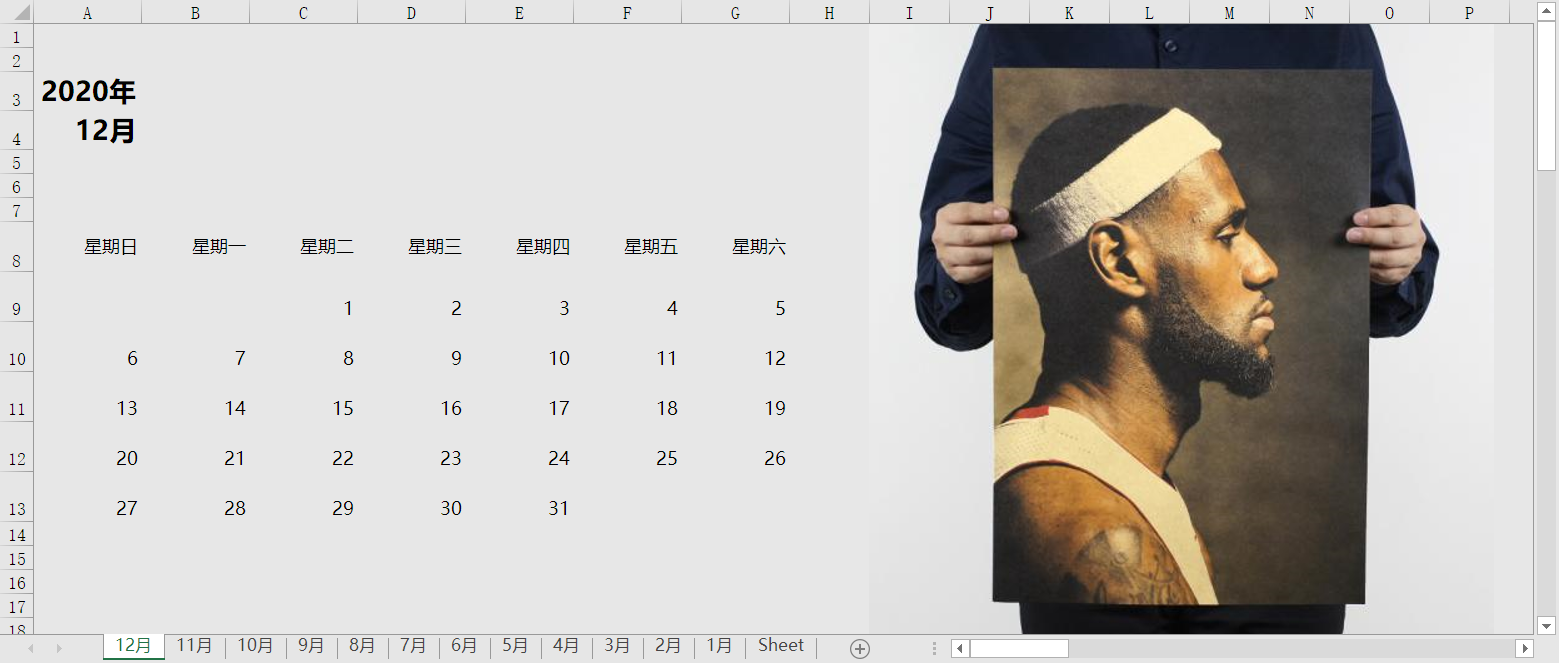 A B C D E F G H I J K L M N O P
1
2
3 2020年
4 12月
5
6
7
8 星期日 星期一 星期二 星期三 星期四 星期五 星期六
9 1 2 3 4 5
10 6 7 8 9 10 11 12
11 13 14 15 16 17 18 19
12 20 21 22 23 24 25 26
13 27 28 29 30 31
14
15
16
17
18
12月 11月 10月 9月 8月 7月 6月 5月 4月 3月 2月 1月 Sheet